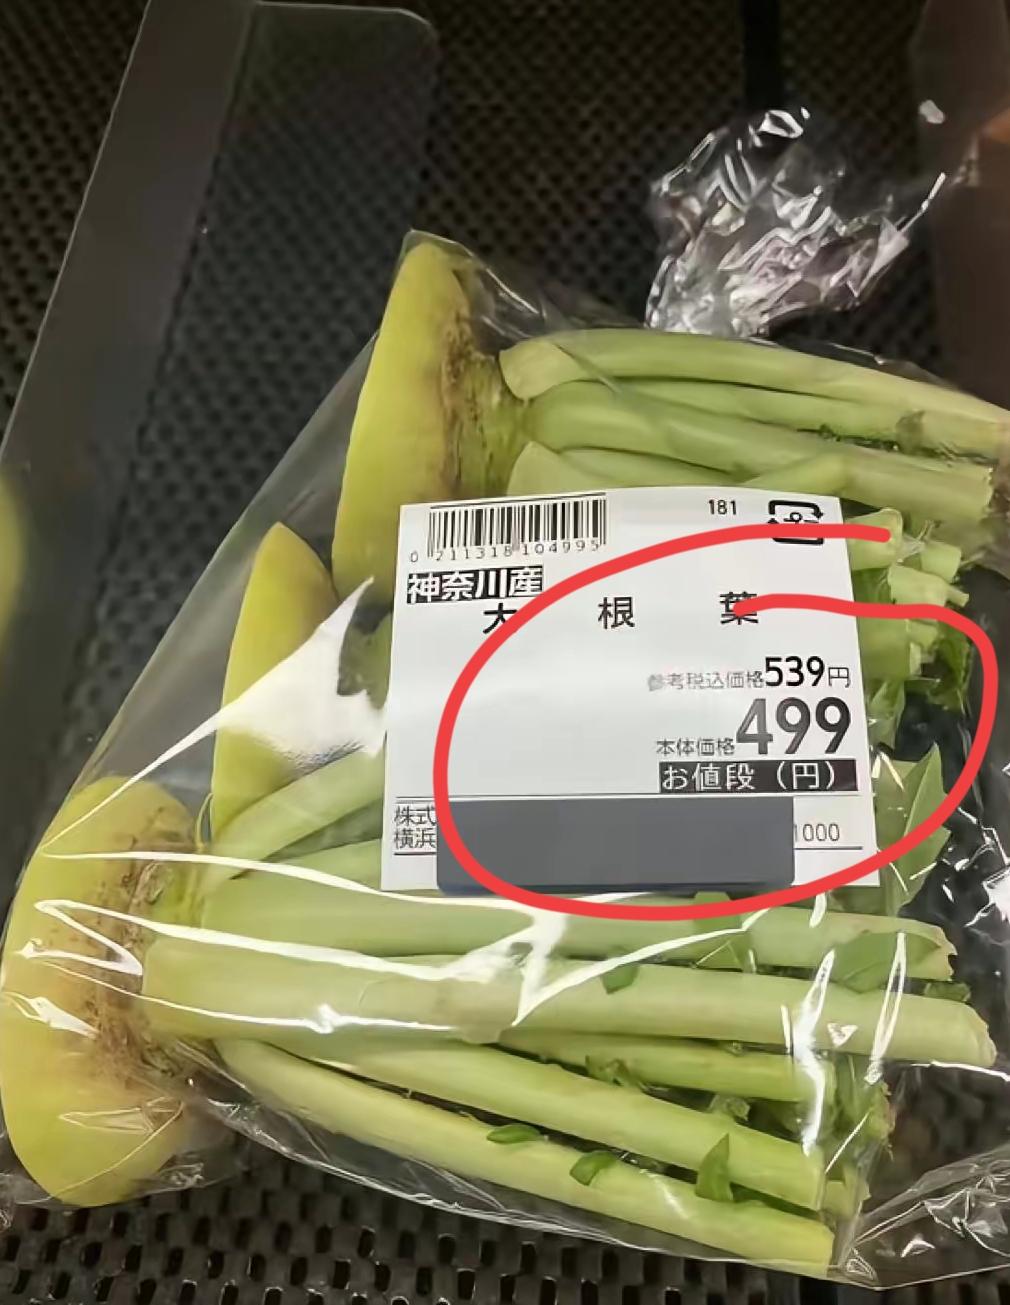 181
0 211318 104995
神奈川産
大根葉
参考税込価格539円
本体価格499
お値段（円）
株式
横浜 1000